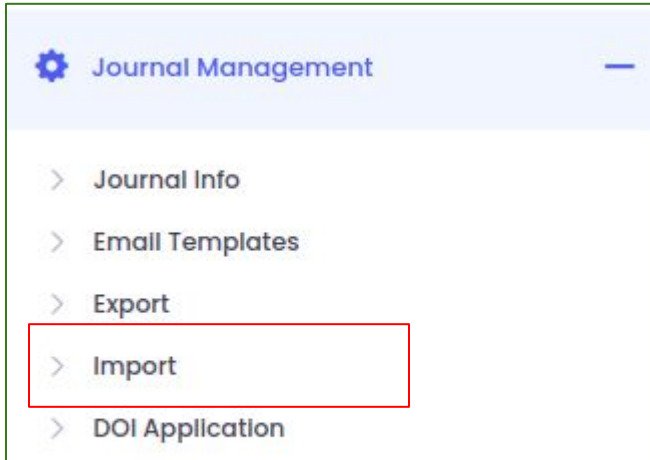 Journal Management
Journal Info
Email Templates
Export
Import
DOI Application